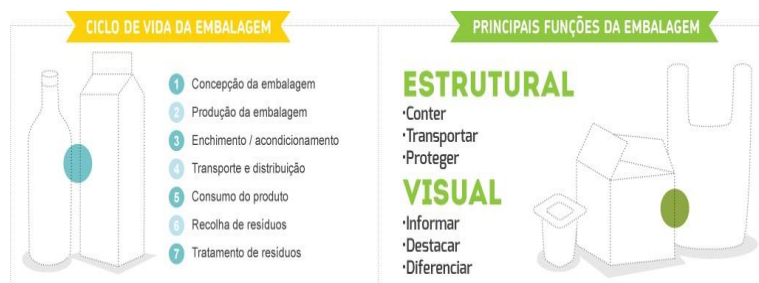 CICLO DE VIDA DA EMBALAGEM
1 Concepção da embalagem
2 Produção da embalagem
3 Enchimento / acondicionamento
4 Transporte e distribuição
5 Consumo do produto
6 Recolha de resíduos
7 Tratamento de resíduos
PRINCIPAIS FUNÇÕES DA EMBALAGEM
ESTRUTURAL
·Conter
·Transportar
·Proteger
VISUAL
·Informar
·Destacar
·Diferenciar